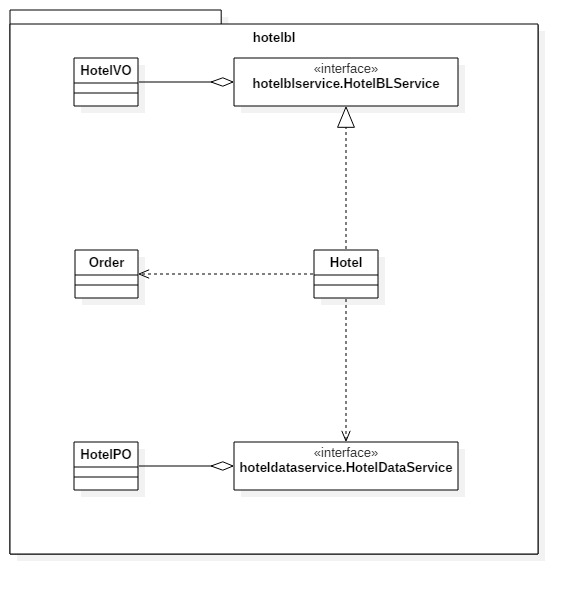 hotelbl
HotelVO
«interface»
hotelblservice.HotelBLService
Order
Hotel
HotelPO
«interface»
hoteldataservice.HotelDataService